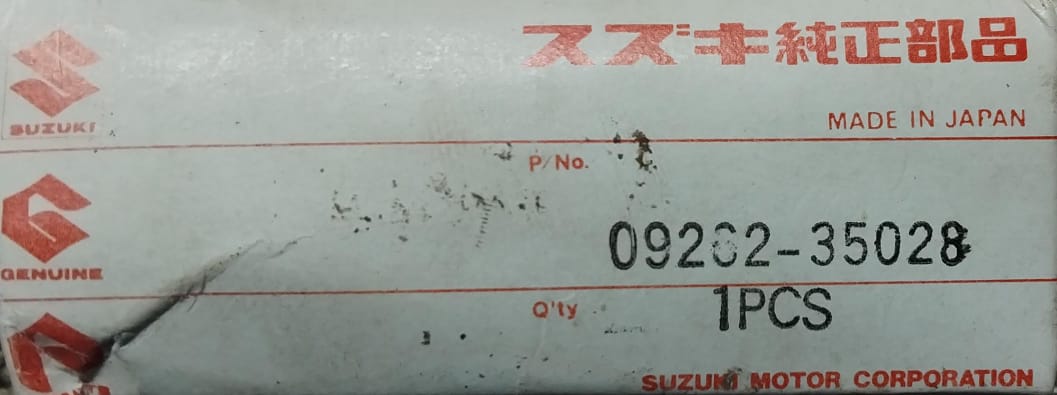 スズキ純正部品
SUZUKI
MADE IN JAPAN
P/No.
09262-35028
GENUINE
Q'ty
1PCS
SUZUKI MOTOR CORPORATION